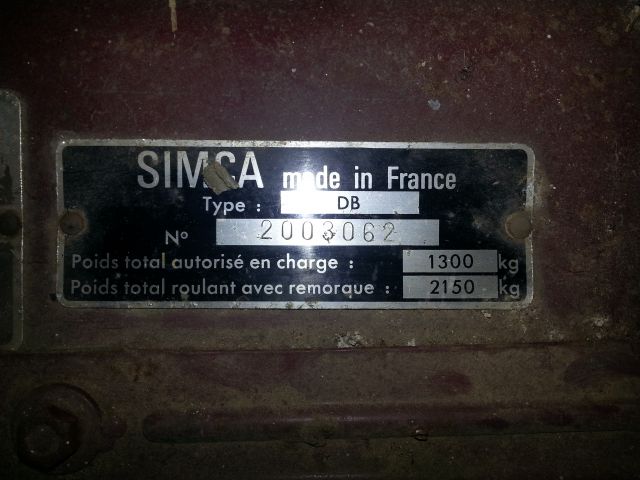 SIMCA made in France
Type : DB
N° 2003062
Poids total autorisé en charge : 1300 kg
Poids total roulant avec remorque : 2150 kg